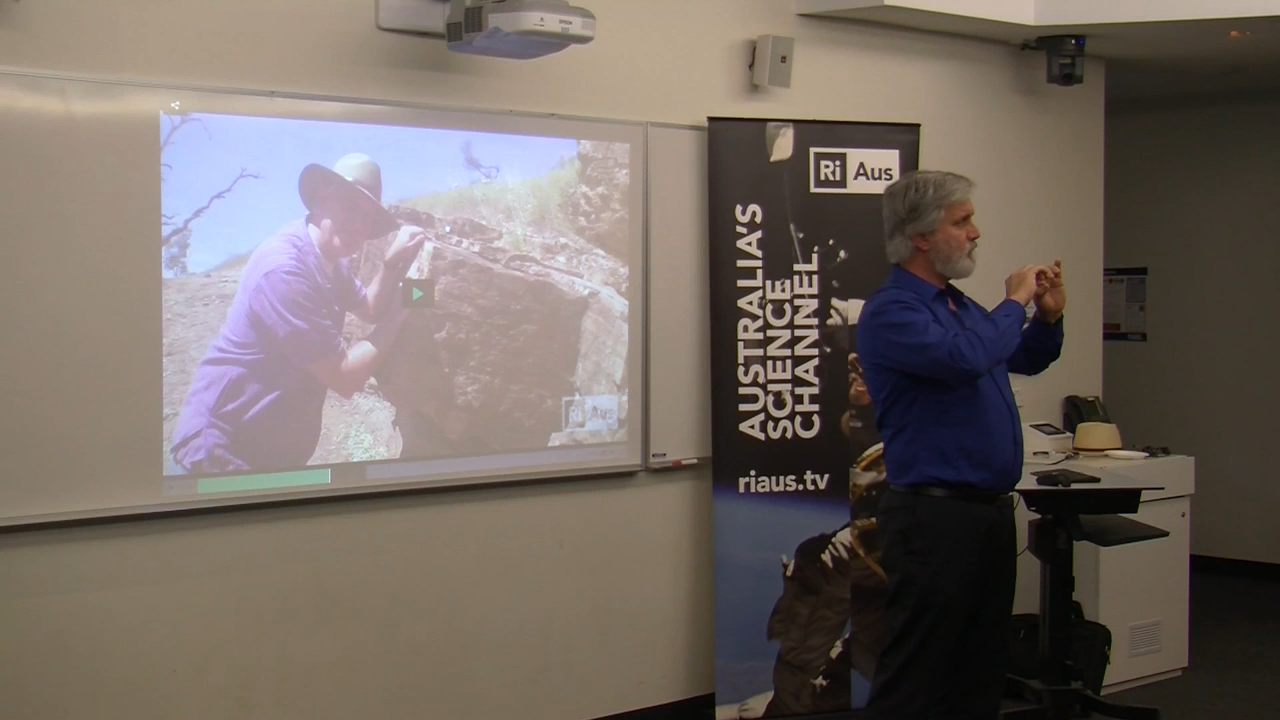 EPSON
Ri Aus
AUSTRALIA'S
SCIENCE
CHANNEL.
riaus.tv
Ri Aus